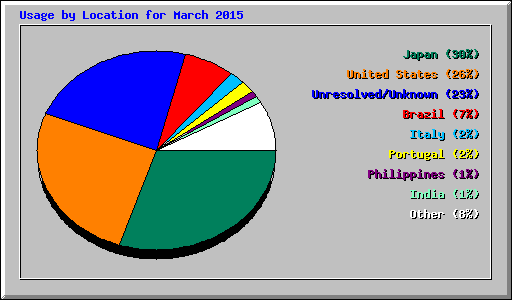 Usage by Location for March 2015
Japan (30%)
United States (26%)
Unresolved/Unknown (23%)
Brazil (7%)
Italy (2%)
Portugal (2%)
Philippines (1%)
India (1%)
Other (8%)